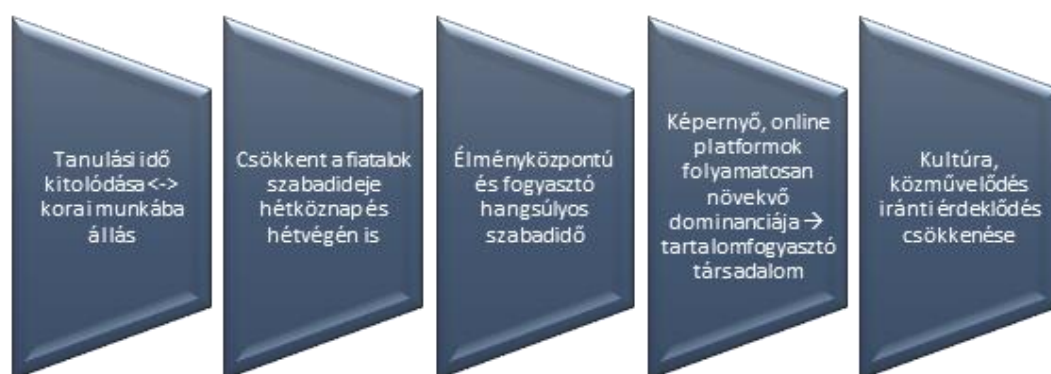 Tanulási idő
kitolódása<->
korai munkába
állás
Csökkent a fiatalok
szabadideje
hétköznap és
hétvégén is
Élményközpontú
és fogyasztó
hangsúlyos
szabadidő
Képernyő, online
platformok
folyamatosan
növekvő
dominanciája →
tartalomfogyasztó
társadalom
Kultúra,
közművelődés
iránti érdeklődés
csökkenése